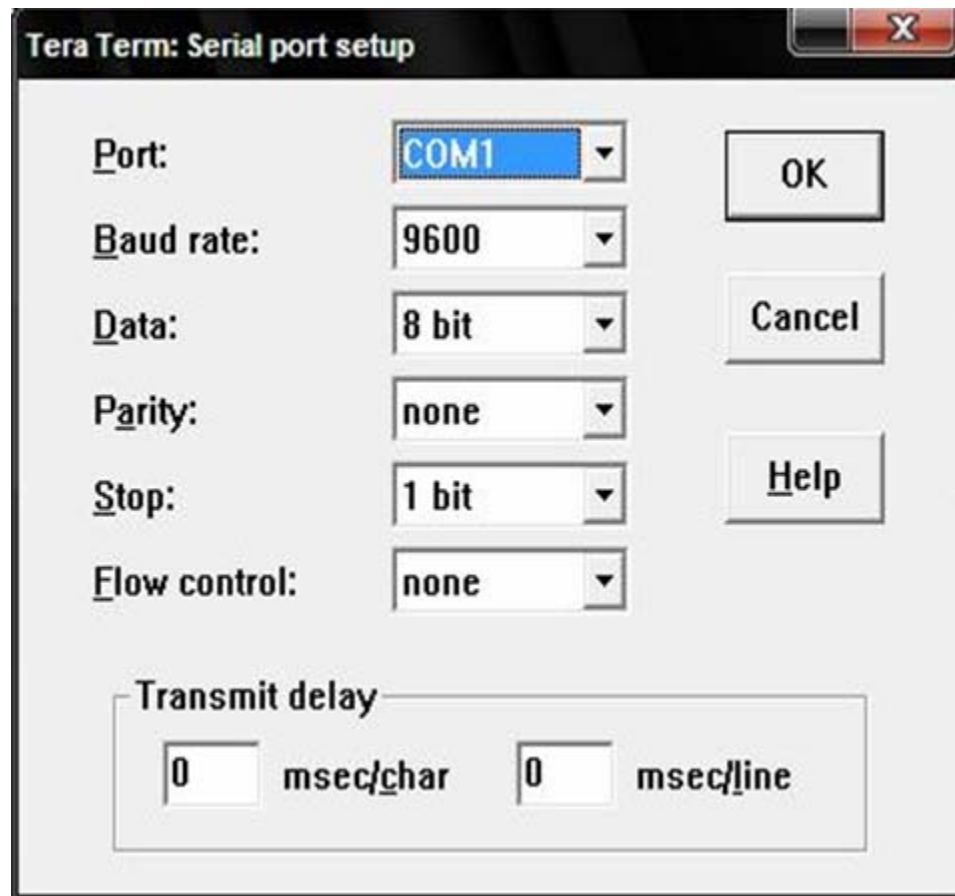 Tera Term: Serial port setup
Port: COM1
OK
Baud rate: 9600
Data: 8 bit
Cancel
Parity: none
Stop: 1 bit
Help
Flow control: none
Transmit delay
0 msec/char 0 msec/line